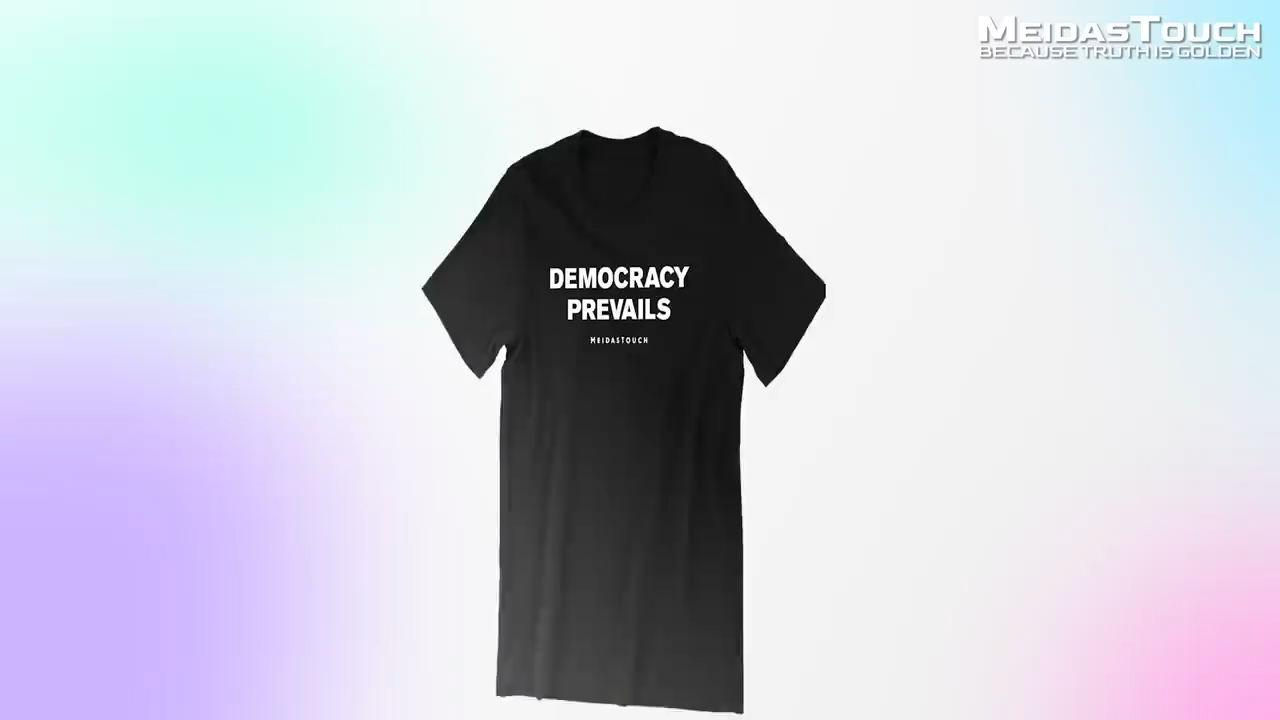 MEIDASTOUCH
BECAUSE TRUTH IS GOLDEN
DEMOCRACY
PREVAILS
MEIDASTOUCH